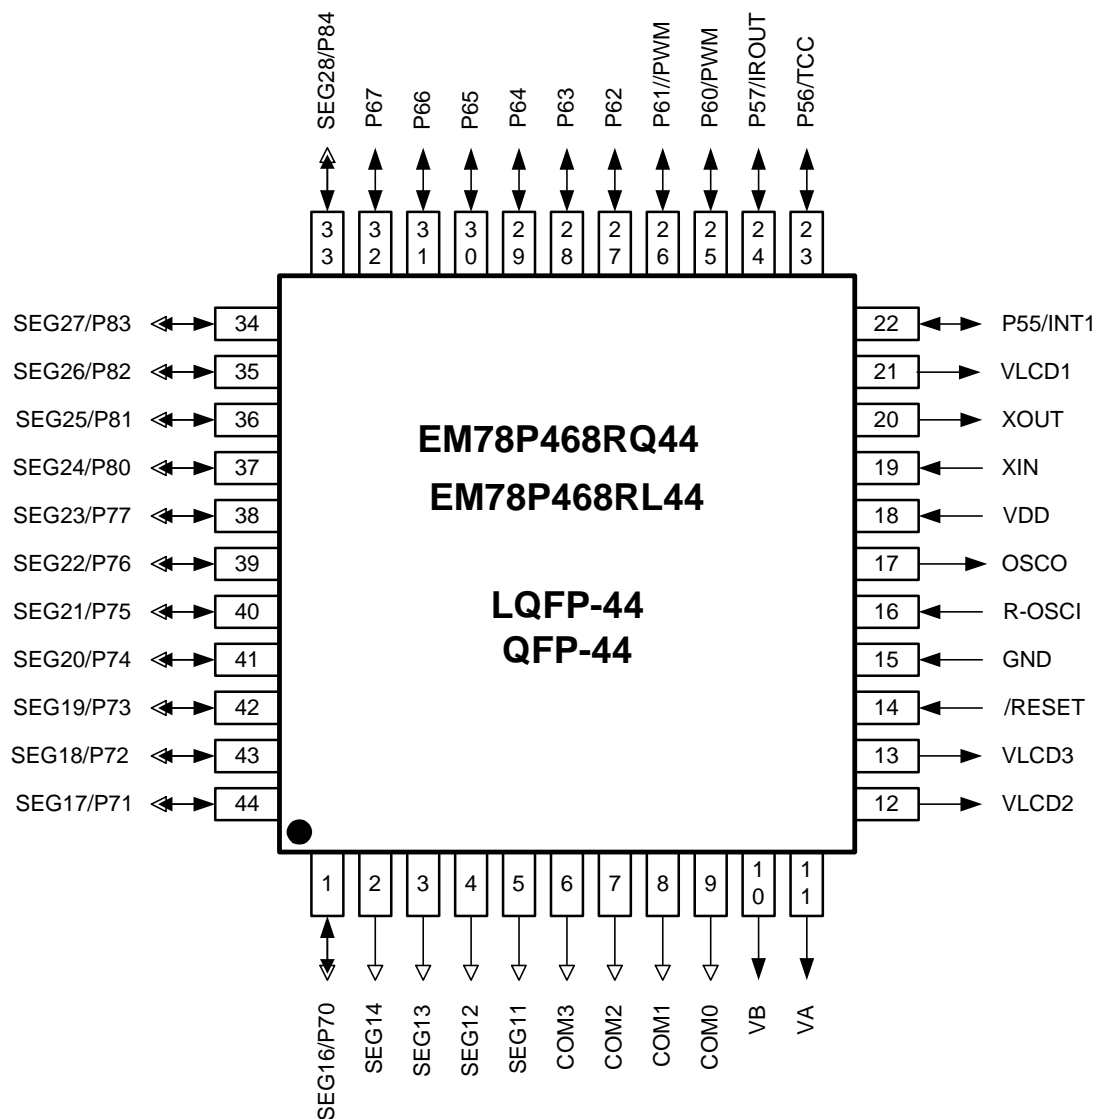 SEG28/P84
P67
P66
P65
P64
P63
P62
P61//PWM
P60/PWM
P57/IROUT
P56/TCC
33
32
31
30
29
28
27
26
25
24
23
SEG27/P83 34
SEG26/P82 35
SEG25/P81 36
SEG24/P80 37
SEG23/P77 38
SEG22/P76 39
SEG21/P75 40
SEG20/P74 41
SEG19/P73 42
SEG18/P72 43
SEG17/P71 44
EM78P468RQ44
EM78P468RL44
LQFP-44
QFP-44
22 P55/INT1
21 VLCD1
20 XOUT
19 XIN
18 VDD
17 OSCO
16 R-OSCI
15 GND
14 /RESET
13 VLCD3
12 VLCD2
1
2
3
4
5
6
7
8
9
10
11
SEG16/P70
SEG14
SEG13
SEG12
SEG11
COM3
COM2
COM1
COM0
VB
VA